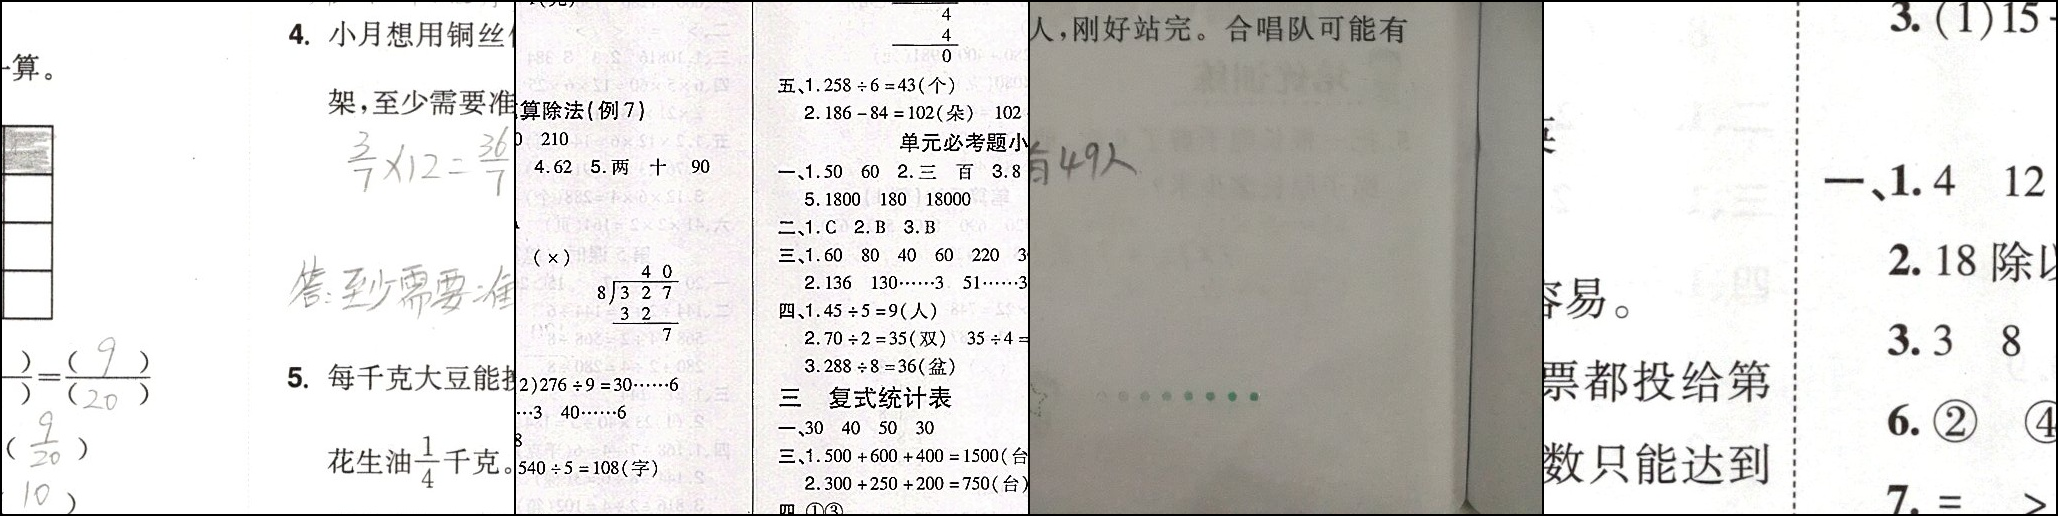 算。
)=(9)
)(20)
(9/20)
10 )
4. 小月想用铜丝
架,至少需要准
3/7×12=36/7
答:至少需要准
5. 每千克大豆能
花生油1/4千克。
算除法(例7)
0 210
4.62 5.两 十 90
(×)
4 0
8)3 2 7
3 2
7
2)276÷9=30……6
…3 40……6
8
540÷5=108(字)
4
4
0
五、1.258÷6=43(个)
2.186-84=102(朵) 102
单元必考题小
一、1.50 60 2.三 百 3.8
5.1800 180 18000
二、1.C 2.B 3.B
三、1.60 80 40 60 220 3
2.136 130……3 51……3
四、1.45÷5=9(人)
2.70÷2=35(双) 35÷4=
3.288÷8=36(盆)
三 复式统计表
一、30 40 50 30
三、1.500+600+400=1500(台
2.300+250+200=750(台)
四 ①③
人,刚好站完。合唱队可能有
有49人
容易。
票都投给第
数只能达到
3.(1)15
一、1.4 12
2.18 除以
3.3 8
6.② ④
7.= >